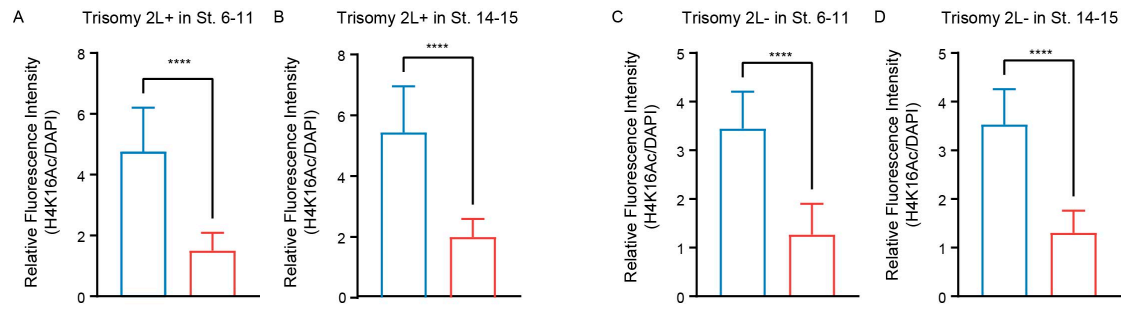 A
Trisomy 2L+ in St. 6-11
Relative Fluorescence Intensity
(H4K16Ac/DAPI)
8
6
4
2
0
****
B
Trisomy 2L+ in St. 14-15
Relative Fluorescence Intensity
(H4K16Ac/DAPI)
8
6
4
2
0
****
C
Trisomy 2L- in St. 6-11
Relative Fluorescence Intensity
(H4K16Ac/DAPI)
5
4
3
2
1
0
****
D
Trisomy 2L- in St. 14-15
Relative Fluorescence Intensity
(H4K16Ac/DAPI)
5
4
3
2
1
0
****